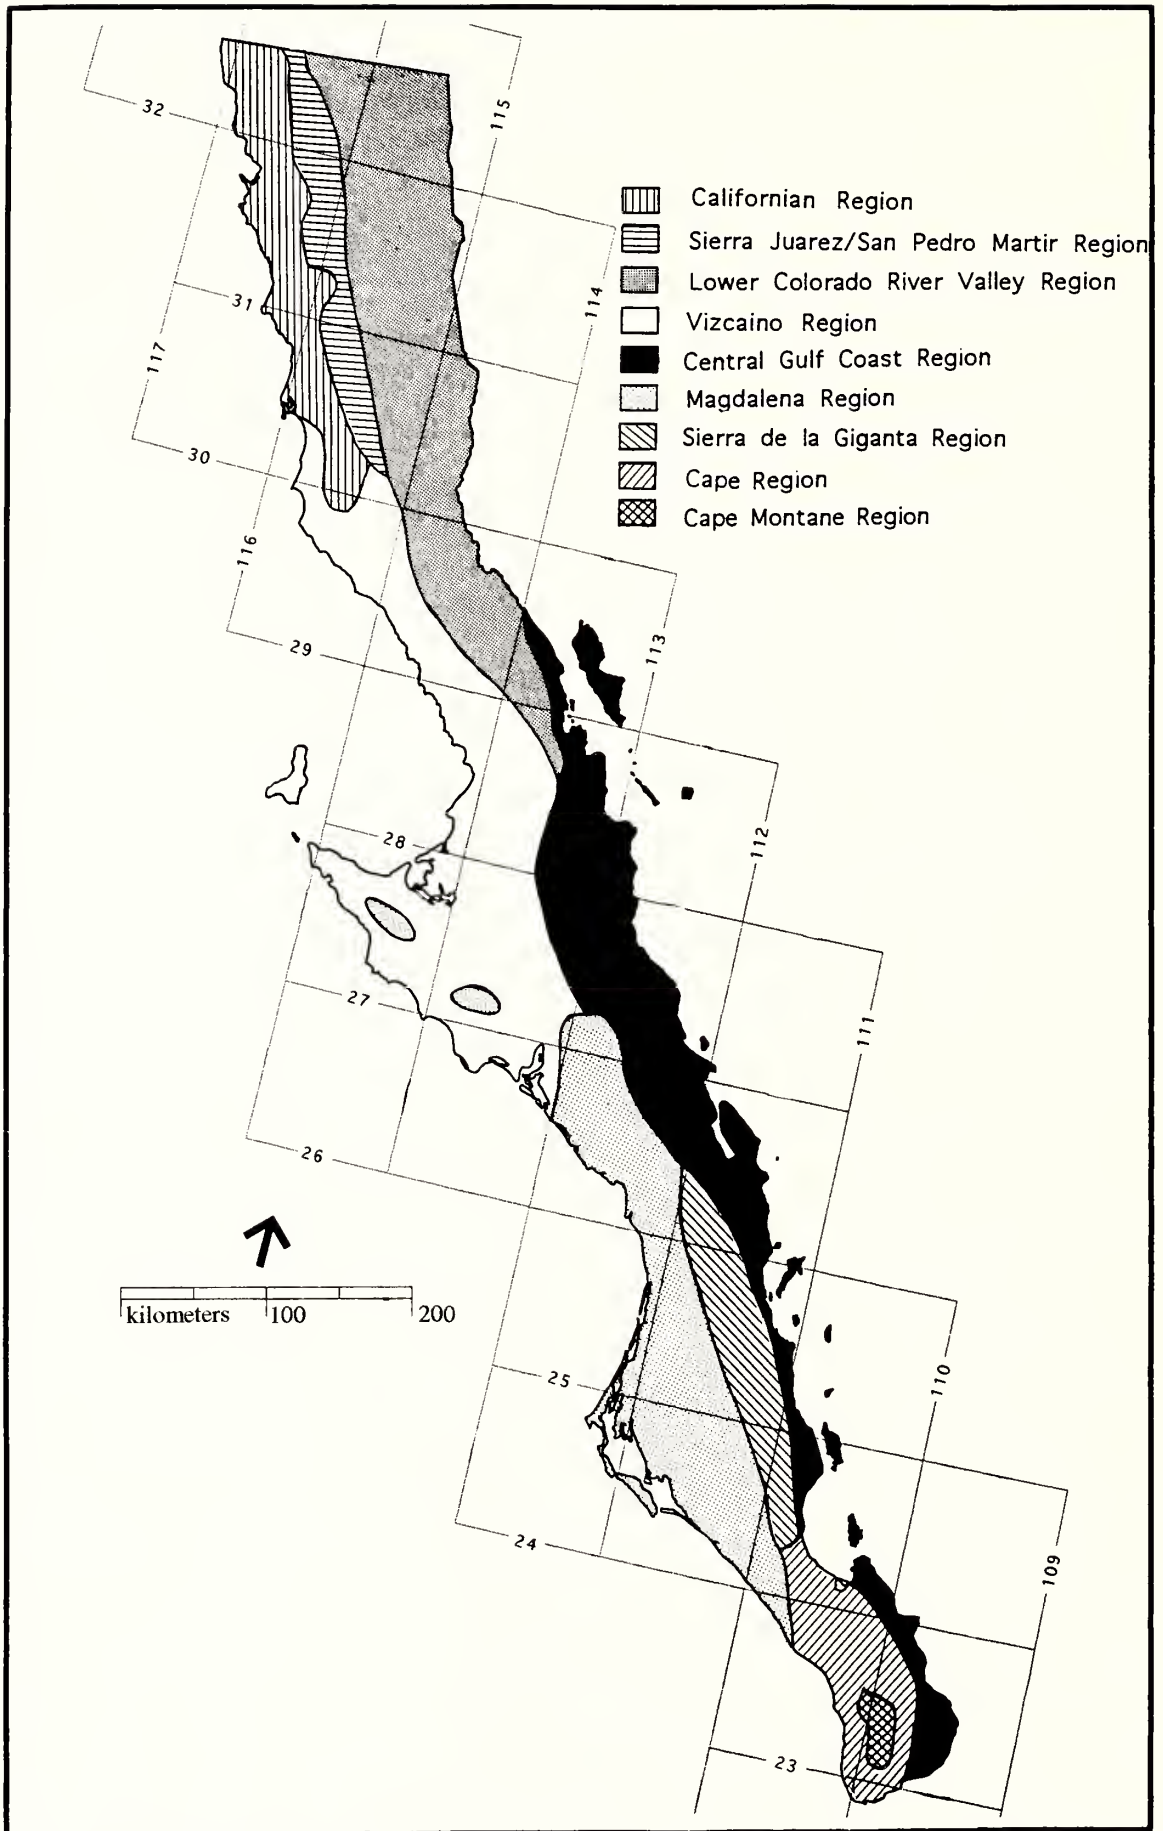 32
115
Californian Region
Sierra Juarez/San Pedro Martir Region
Lower Colorado River Valley Region
31
114
Vizcaino Region
117
Central Gulf Coast Region
Magdalena Region
Sierra de la Giganta Region
30
Cape Region
Cape Montane Region
116
29
113
28
112
27
111
26
kilometers 100 200
25
110
24
109
23